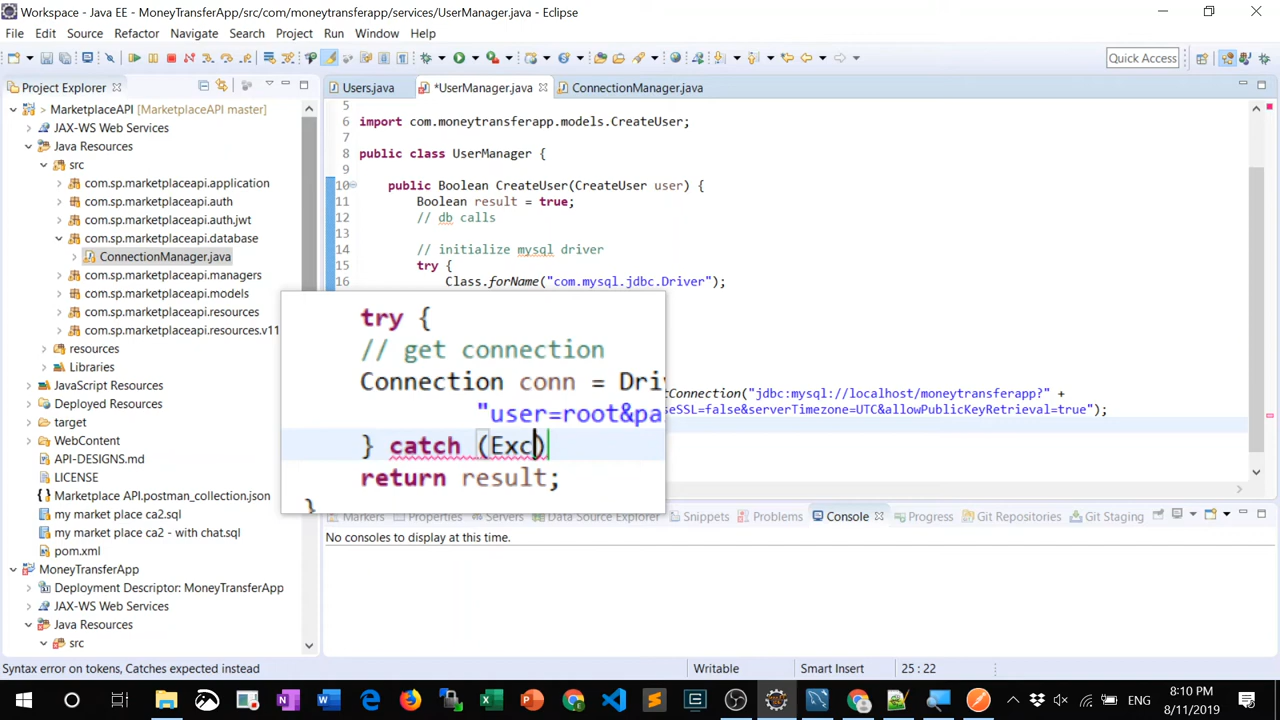 Workspace - Java EE - MoneyTransferApp/src/com/moneytransferapp/services/UserManager.java - Eclipse
File Edit Source Refactor Navigate Search Project Run Window Help
Quick Access
Project Explorer
Users.java *UserManager.java ConnectionManager.java
> MarketplaceAPI [MarketplaceAPI master]
JAX-WS Web Services
Java Resources
src
com.sp.marketplaceapi.application
com.sp.marketplaceapi.auth
com.sp.marketplaceapi.auth.jwt
com.sp.marketplaceapi.database
ConnectionManager.java
com.sp.marketplaceapi.managers
com.sp.marketplaceapi.models
com.sp.marketplaceapi.resources
com.sp.marketplaceapi.resources.v11
resources
Libraries
JavaScript Resources
Deployed Resources
target
WebContent
API-DESIGNS.md
LICENSE
Marketplace API.postman_collection.json
my market place ca2.sql
my market place ca2 - with chat.sql
pom.xml
MoneyTransferApp
Deployment Descriptor: MoneyTransferApp
JAX-WS Web Services
Java Resources
src
5
6 import com.moneytransferapp.models.CreateUser;
7
8 public class UserManager {
9
10 public Boolean CreateUser(CreateUser user) {
11 Boolean result = true;
12 // db calls
13
14 // initialize mysql driver
15 try {
16 Class.forName("com.mysql.jdbc.Driver");
tConnection("jdbc:mysql://localhost/moneytransferapp?" +
seSSL=false&serverTimezone=UTC&allowPublicKeyRetrieval=true");
try {
// get connection
Connection conn = Dri
"user=root&pa
} catch (Exc)
return result;
}
Markers Properties Servers Data Source Explorer Snippets Problems Console Progress Git Repositories Git Staging
No consoles to display at this time.
Syntax error on tokens, Catches expected instead
Writable
Smart Insert
25 : 22
ENG
8:10 PM
8/11/2019